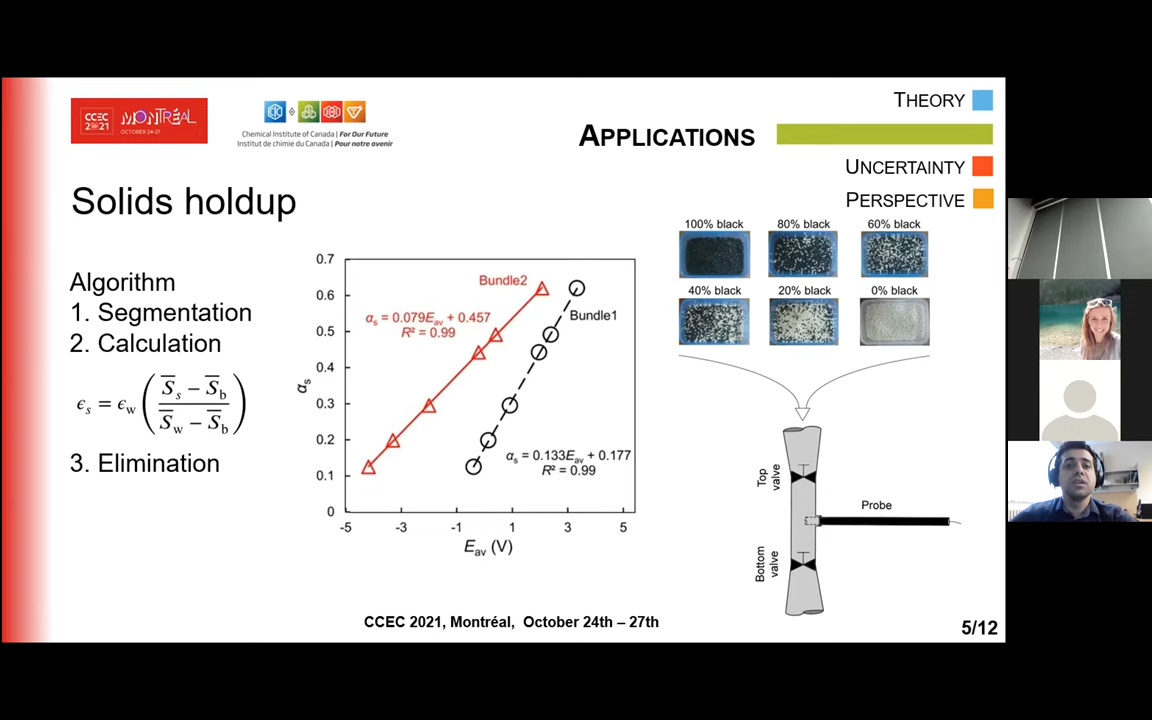 CCEC
2021
MONTRÉAL
OCTOBER 24-27
Chemical Institute of Canada | For Our Future
Institut de chimie du Canada | Pour notre avenir
THEORY
APPLICATIONS
UNCERTAINTY
PERSPECTIVE
Solids holdup
Algorithm
1. Segmentation
2. Calculation
ϵs = ϵw ( (S̅s − S̅b) / (S̅w − S̅b) )
3. Elimination
0.7
0.6
0.5
0.4
0.3
0.2
0.1
0
αs
-5 -3 -1 1 3 5
Eav (V)
Bundle2
αs = 0.079Eav + 0.457
R² = 0.99
Bundle1
αs = 0.133Eav + 0.177
R² = 0.99
100% black 80% black 60% black
40% black 20% black 0% black
Top
valve
Probe
Bottom
valve
CCEC 2021, Montréal, October 24th – 27th
5/12